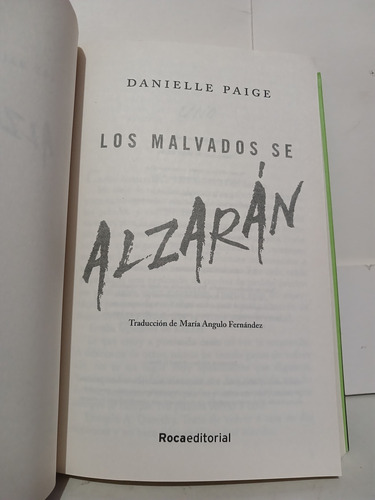 DANIELLE PAIGE
LOS MALVADOS SE
ALZARÁN
Traducción de María Angulo Fernández
Rocaeditorial